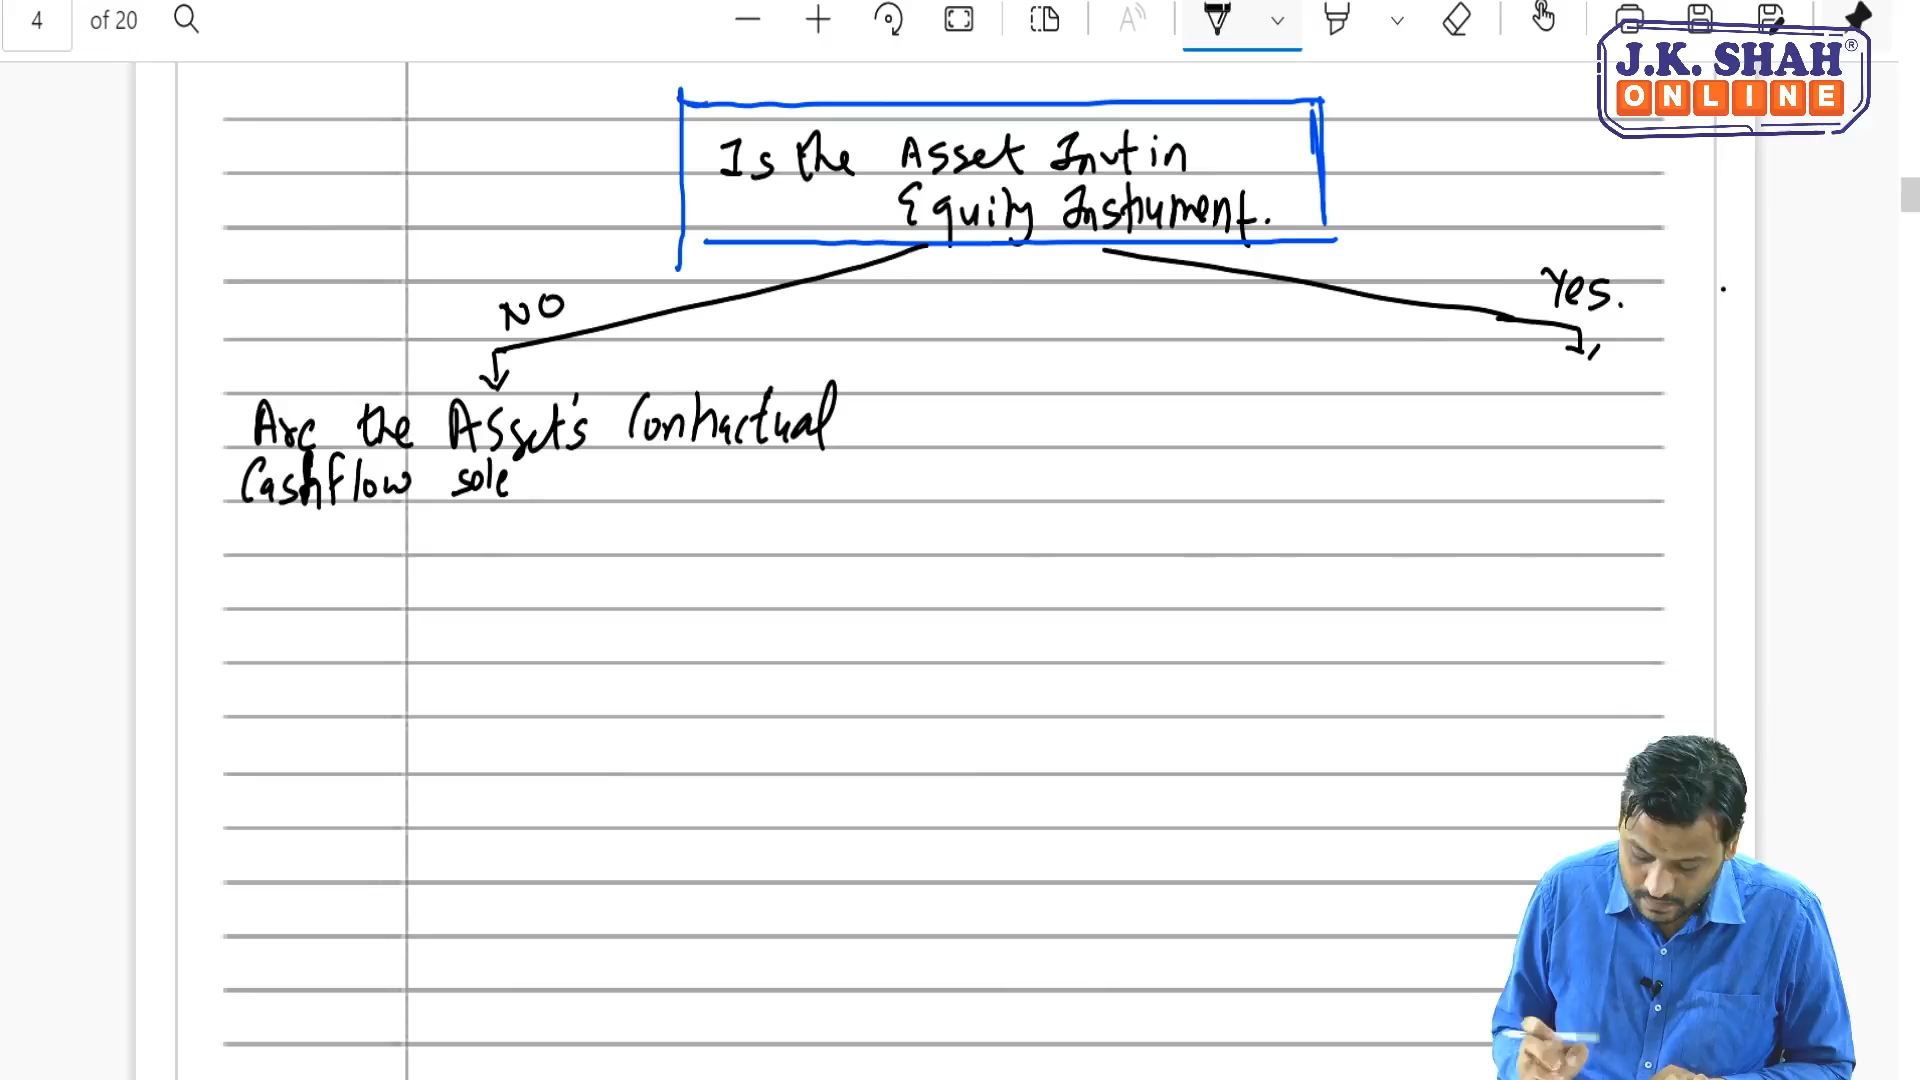 4 of 20
J.K. SHAH®
ONLINE
Is the Asset Invt in
Equity Instrument.
NO
Yes.
Are the Asset's Contractual
Cashflow sole